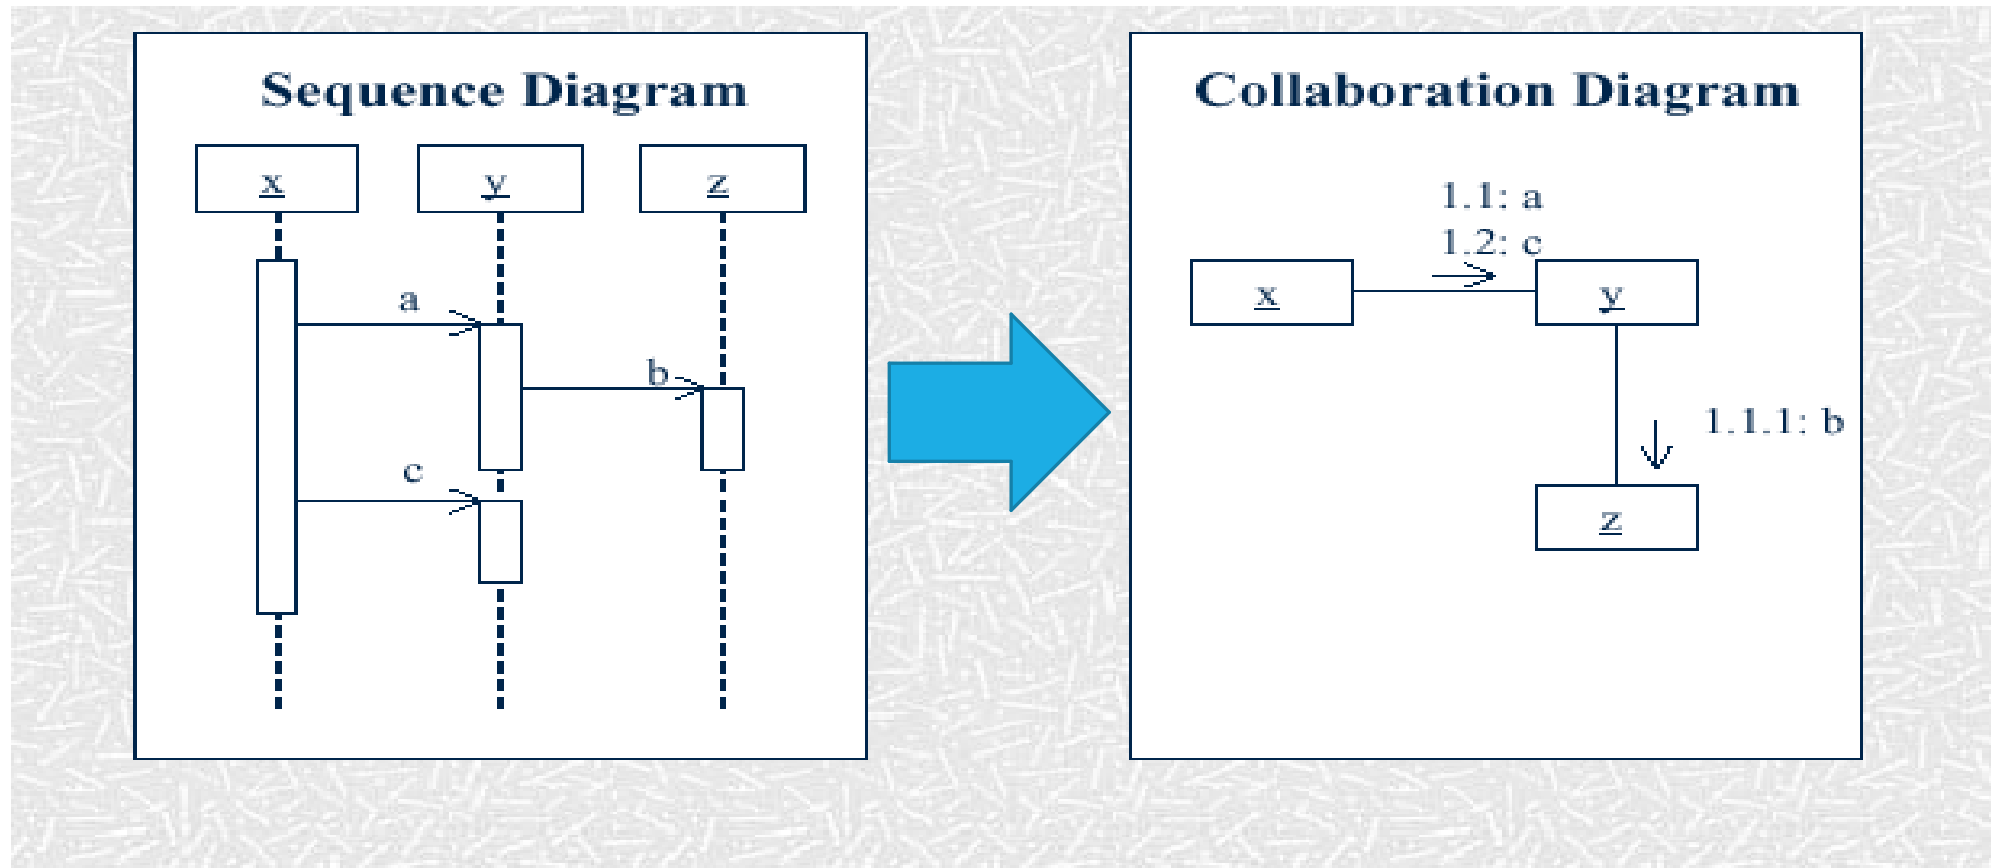 Sequence Diagram
x
y
z
a
b
c
Collaboration Diagram
1.1: a
1.2: c
x
y
1.1.1: b
z